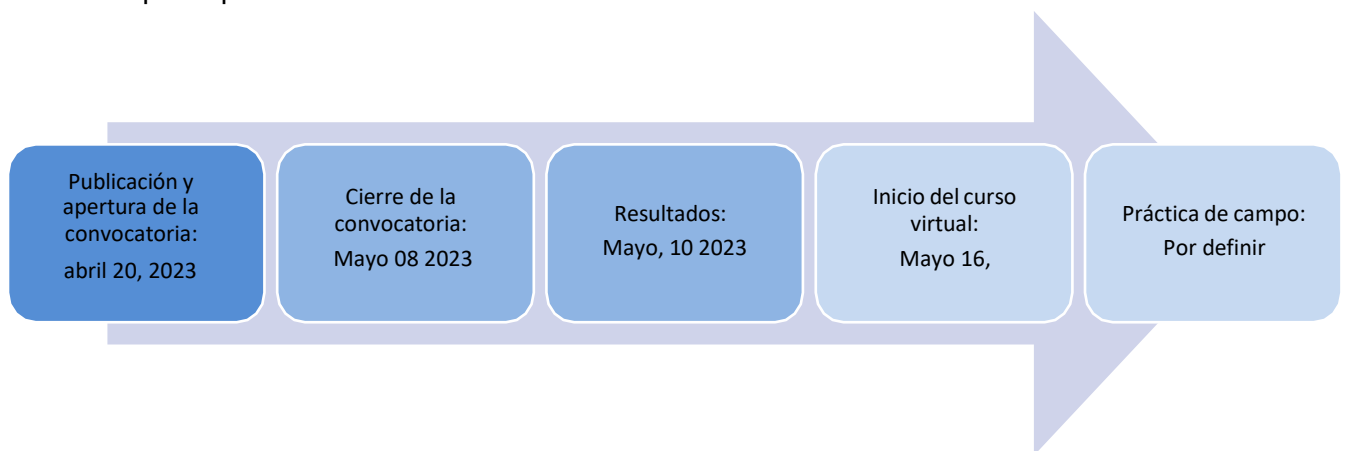 Publicación y
apertura de la
convocatoria:
abril 20, 2023
Cierre de la
convocatoria:
Mayo 08 2023
Resultados:
Mayo, 10 2023
Inicio del curso
virtual:
Mayo 16,
Práctica de campo:
Por definir